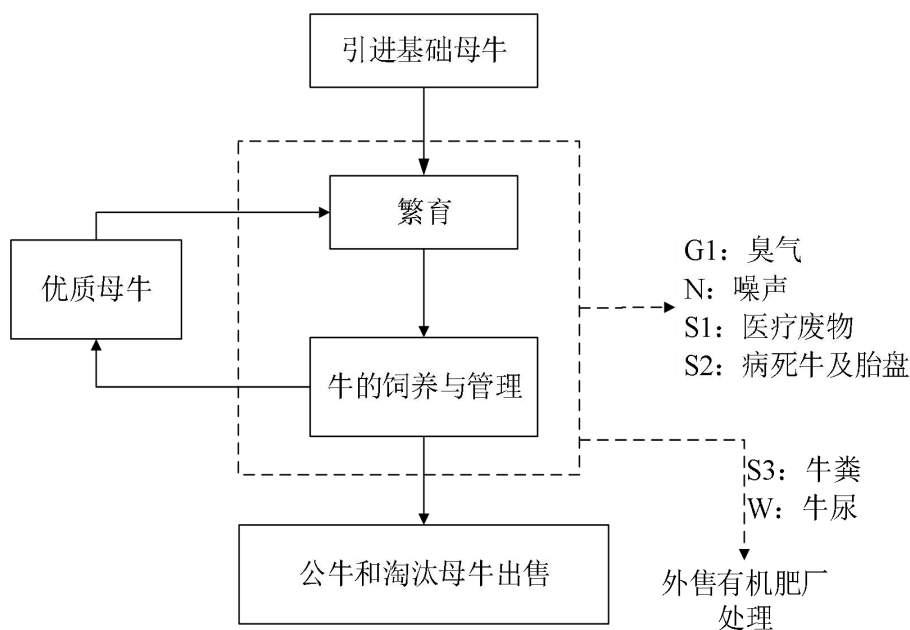 引进基础母牛
繁育
优质母牛
G1：臭气
N：噪声
S1：医疗废物
S2：病死牛及胎盘
牛的饲养与管理
S3：牛粪
W：牛尿
公牛和淘汰母牛出售
外售有机肥厂
处理